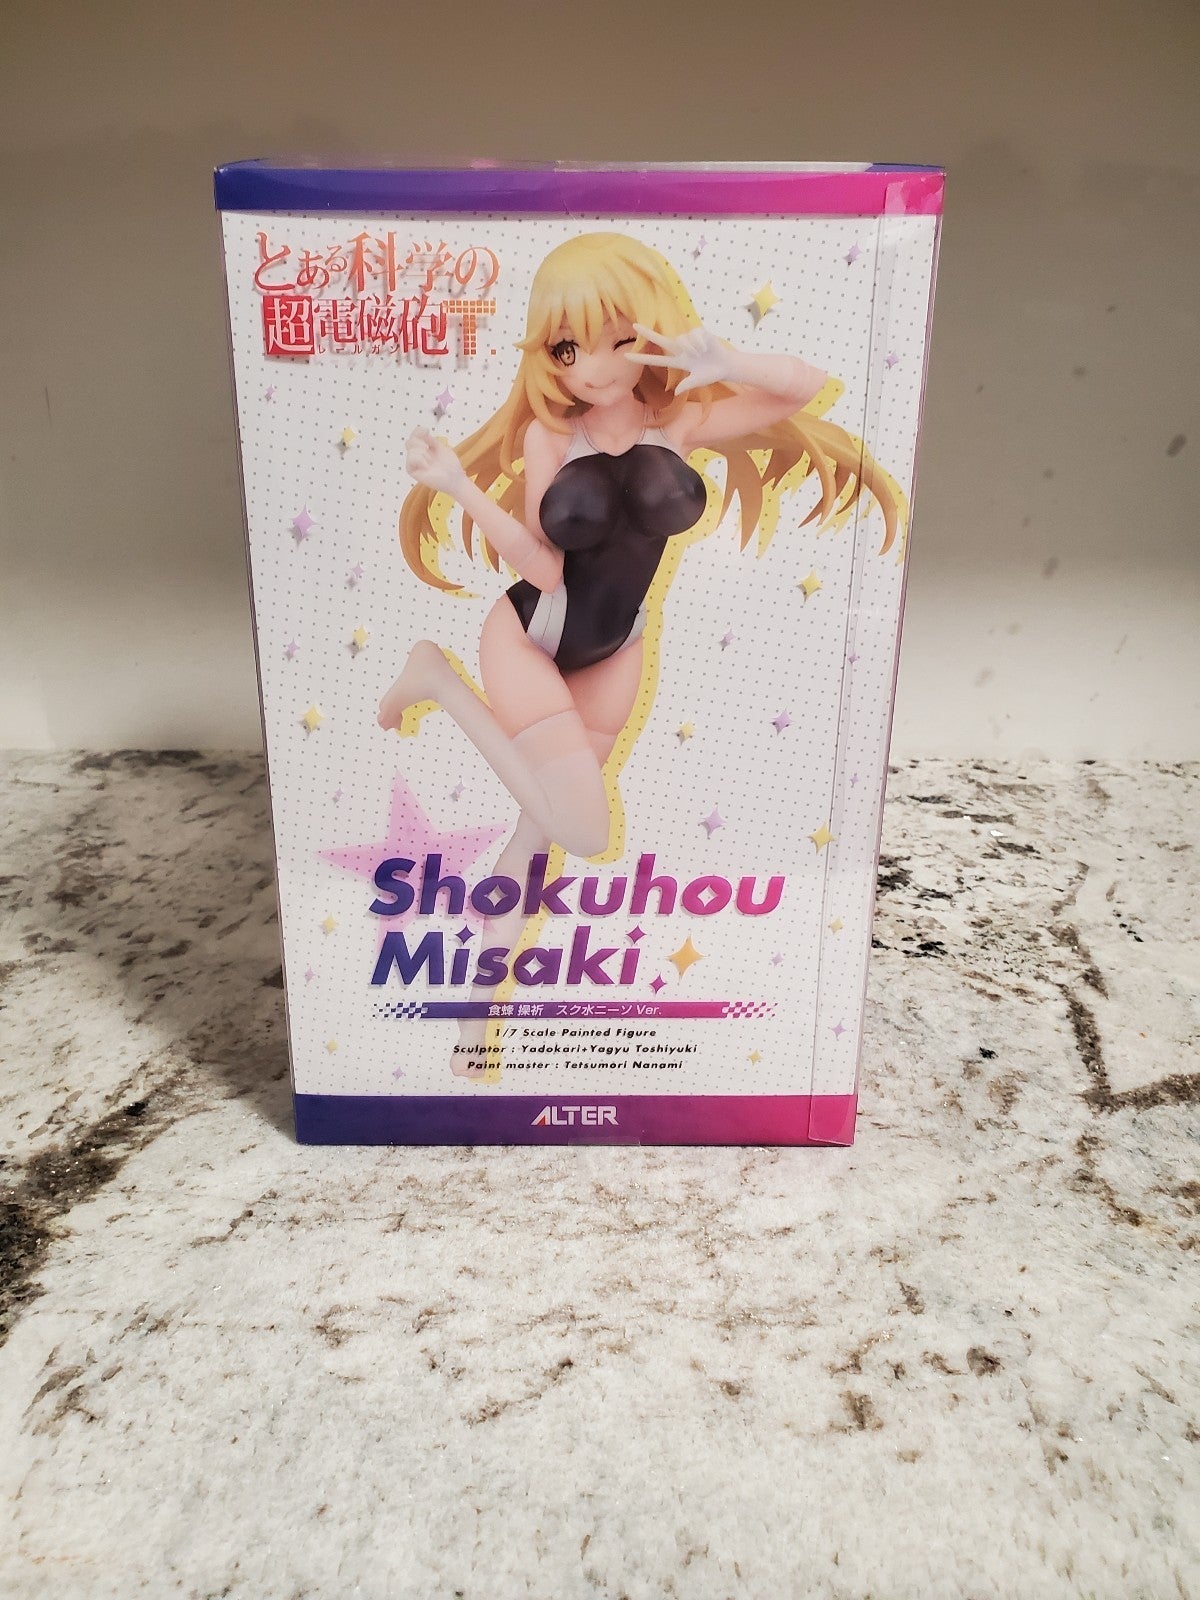 とある科学の
超電磁砲T
レールガン
Shokuhou
Misaki
食蜂 操祈 スク水ニーソ Ver.
1/7 Scale Painted Figure
Sculptor : Yadokari+Yagyu Toshiyuki
Paint master : Tetsumori Nanami
ALTER